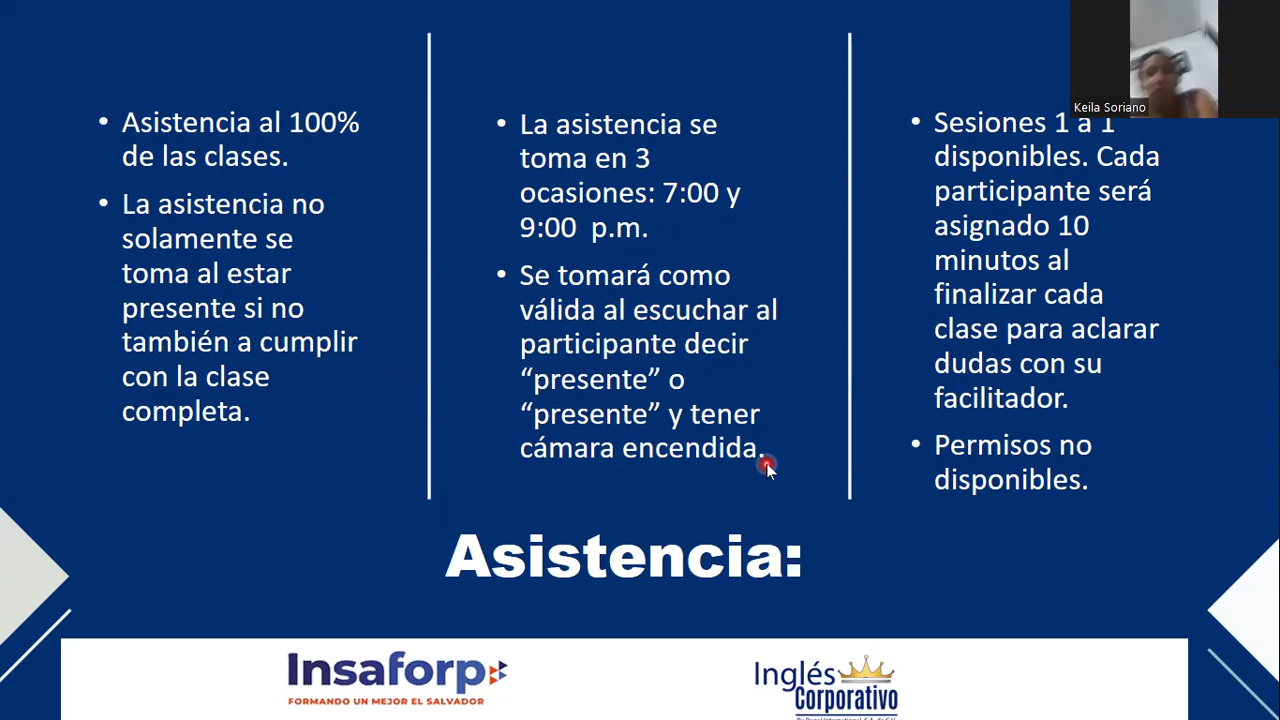 • Asistencia al 100%
de las clases.
• La asistencia no
solamente se
toma al estar
presente si no
también a cumplir
con la clase
completa.
• La asistencia se
toma en 3
ocasiones: 7:00 y
9:00 p.m.
• Se tomará como
válida al escuchar al
participante decir
“presente” o
“presente” y tener
cámara encendida.
Keila Soriano
• Sesiones 1 a 1
disponibles. Cada
participante será
asignado 10
minutos al
finalizar cada
clase para aclarar
dudas con su
facilitador.
• Permisos no
disponibles.
Asistencia:
Insaforp
FORMANDO UN MEJOR EL SALVADOR
Inglés
Corporativo